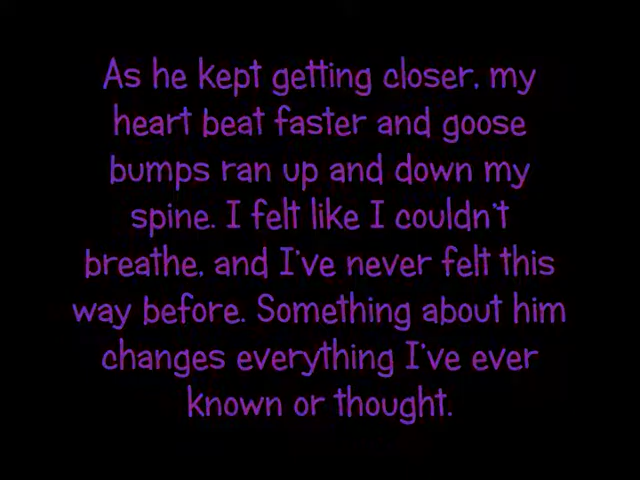 As he kept getting closer, my
heart beat faster and goose
bumps ran up and down my
spine. I felt like I couldn't
breathe, and I've never felt this
way before. Something about him
changes everything I've ever
known or thought.